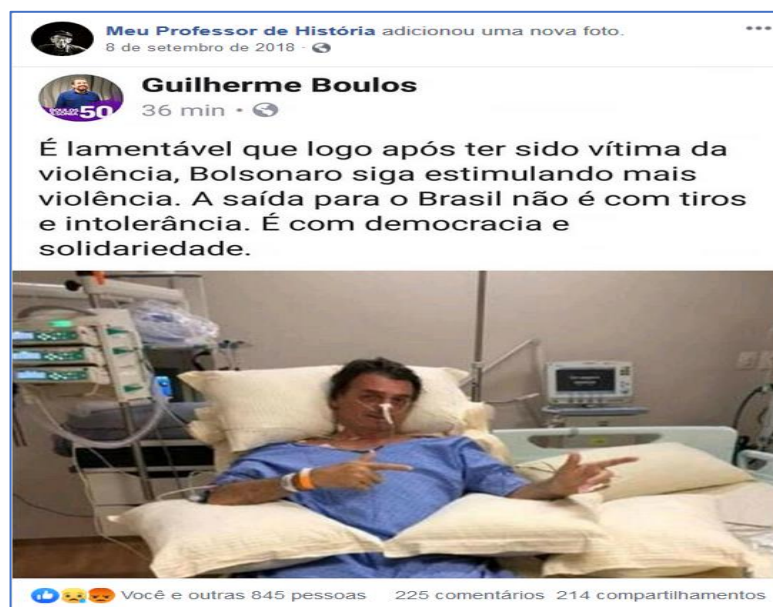 Meu Professor de História adicionou uma nova foto.
8 de setembro de 2018 ·
Guilherme Boulos
50
36 min •
É lamentável que logo após ter sido vítima da
violência, Bolsonaro siga estimulando mais
violência. A saída para o Brasil não é com tiros
e intolerância. É com democracia e
solidariedade.
Você e outras 845 pessoas 225 comentários 214 compartilhamentos